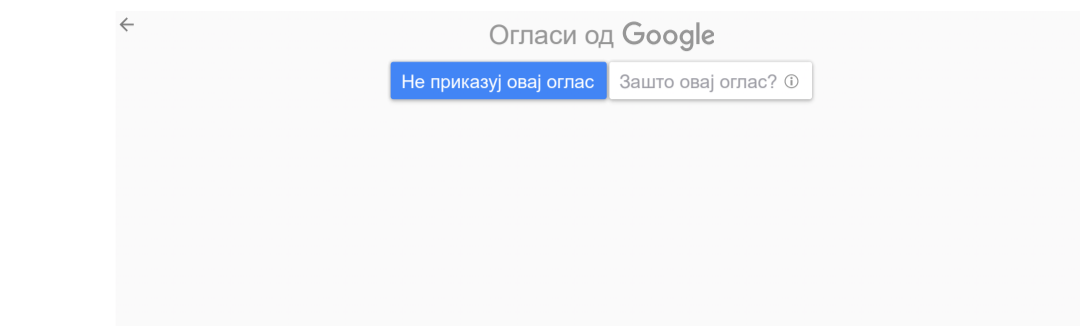 Огласи од Google
Не приказуј овај оглас
Зашто овај оглас?